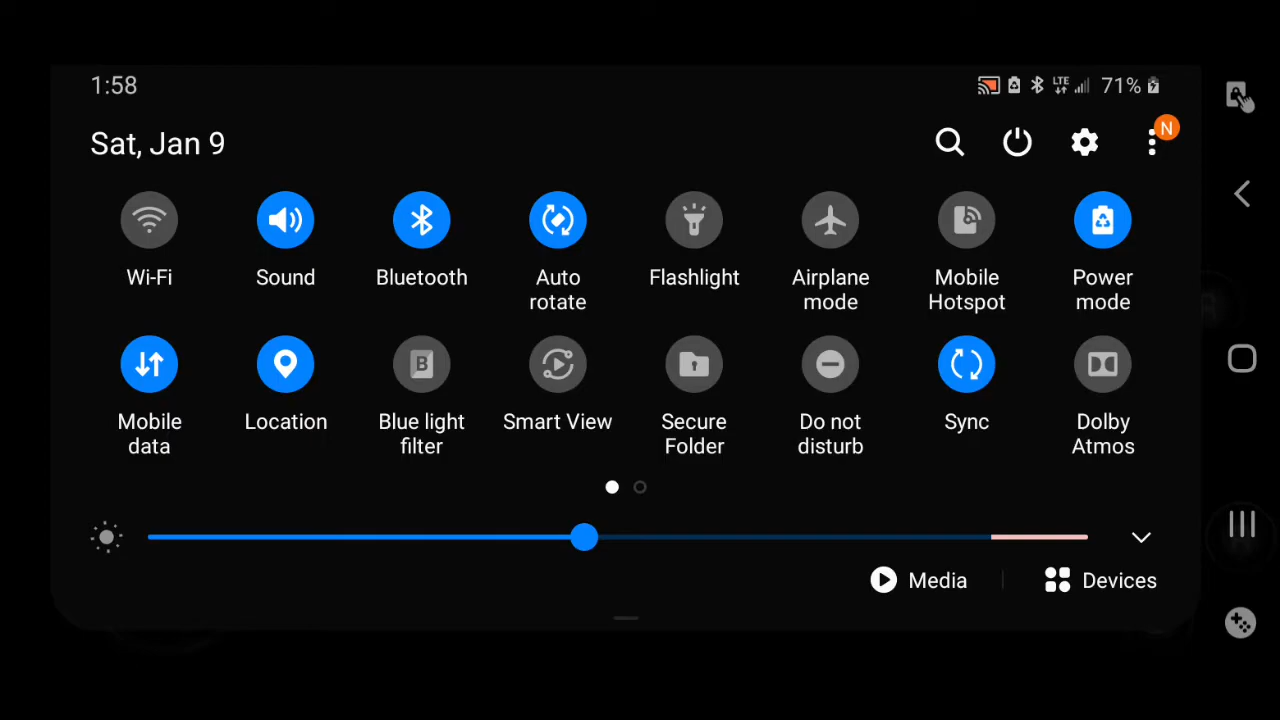 1:58
LTE 71%
Sat, Jan 9
N
Wi-Fi
Sound
Bluetooth
Auto
rotate
Flashlight
Airplane
mode
Mobile
Hotspot
Power
mode
Mobile
data
Location
B
Blue light
filter
Smart View
Secure
Folder
Do not
disturb
Sync
Dolby
Atmos
Media
Devices